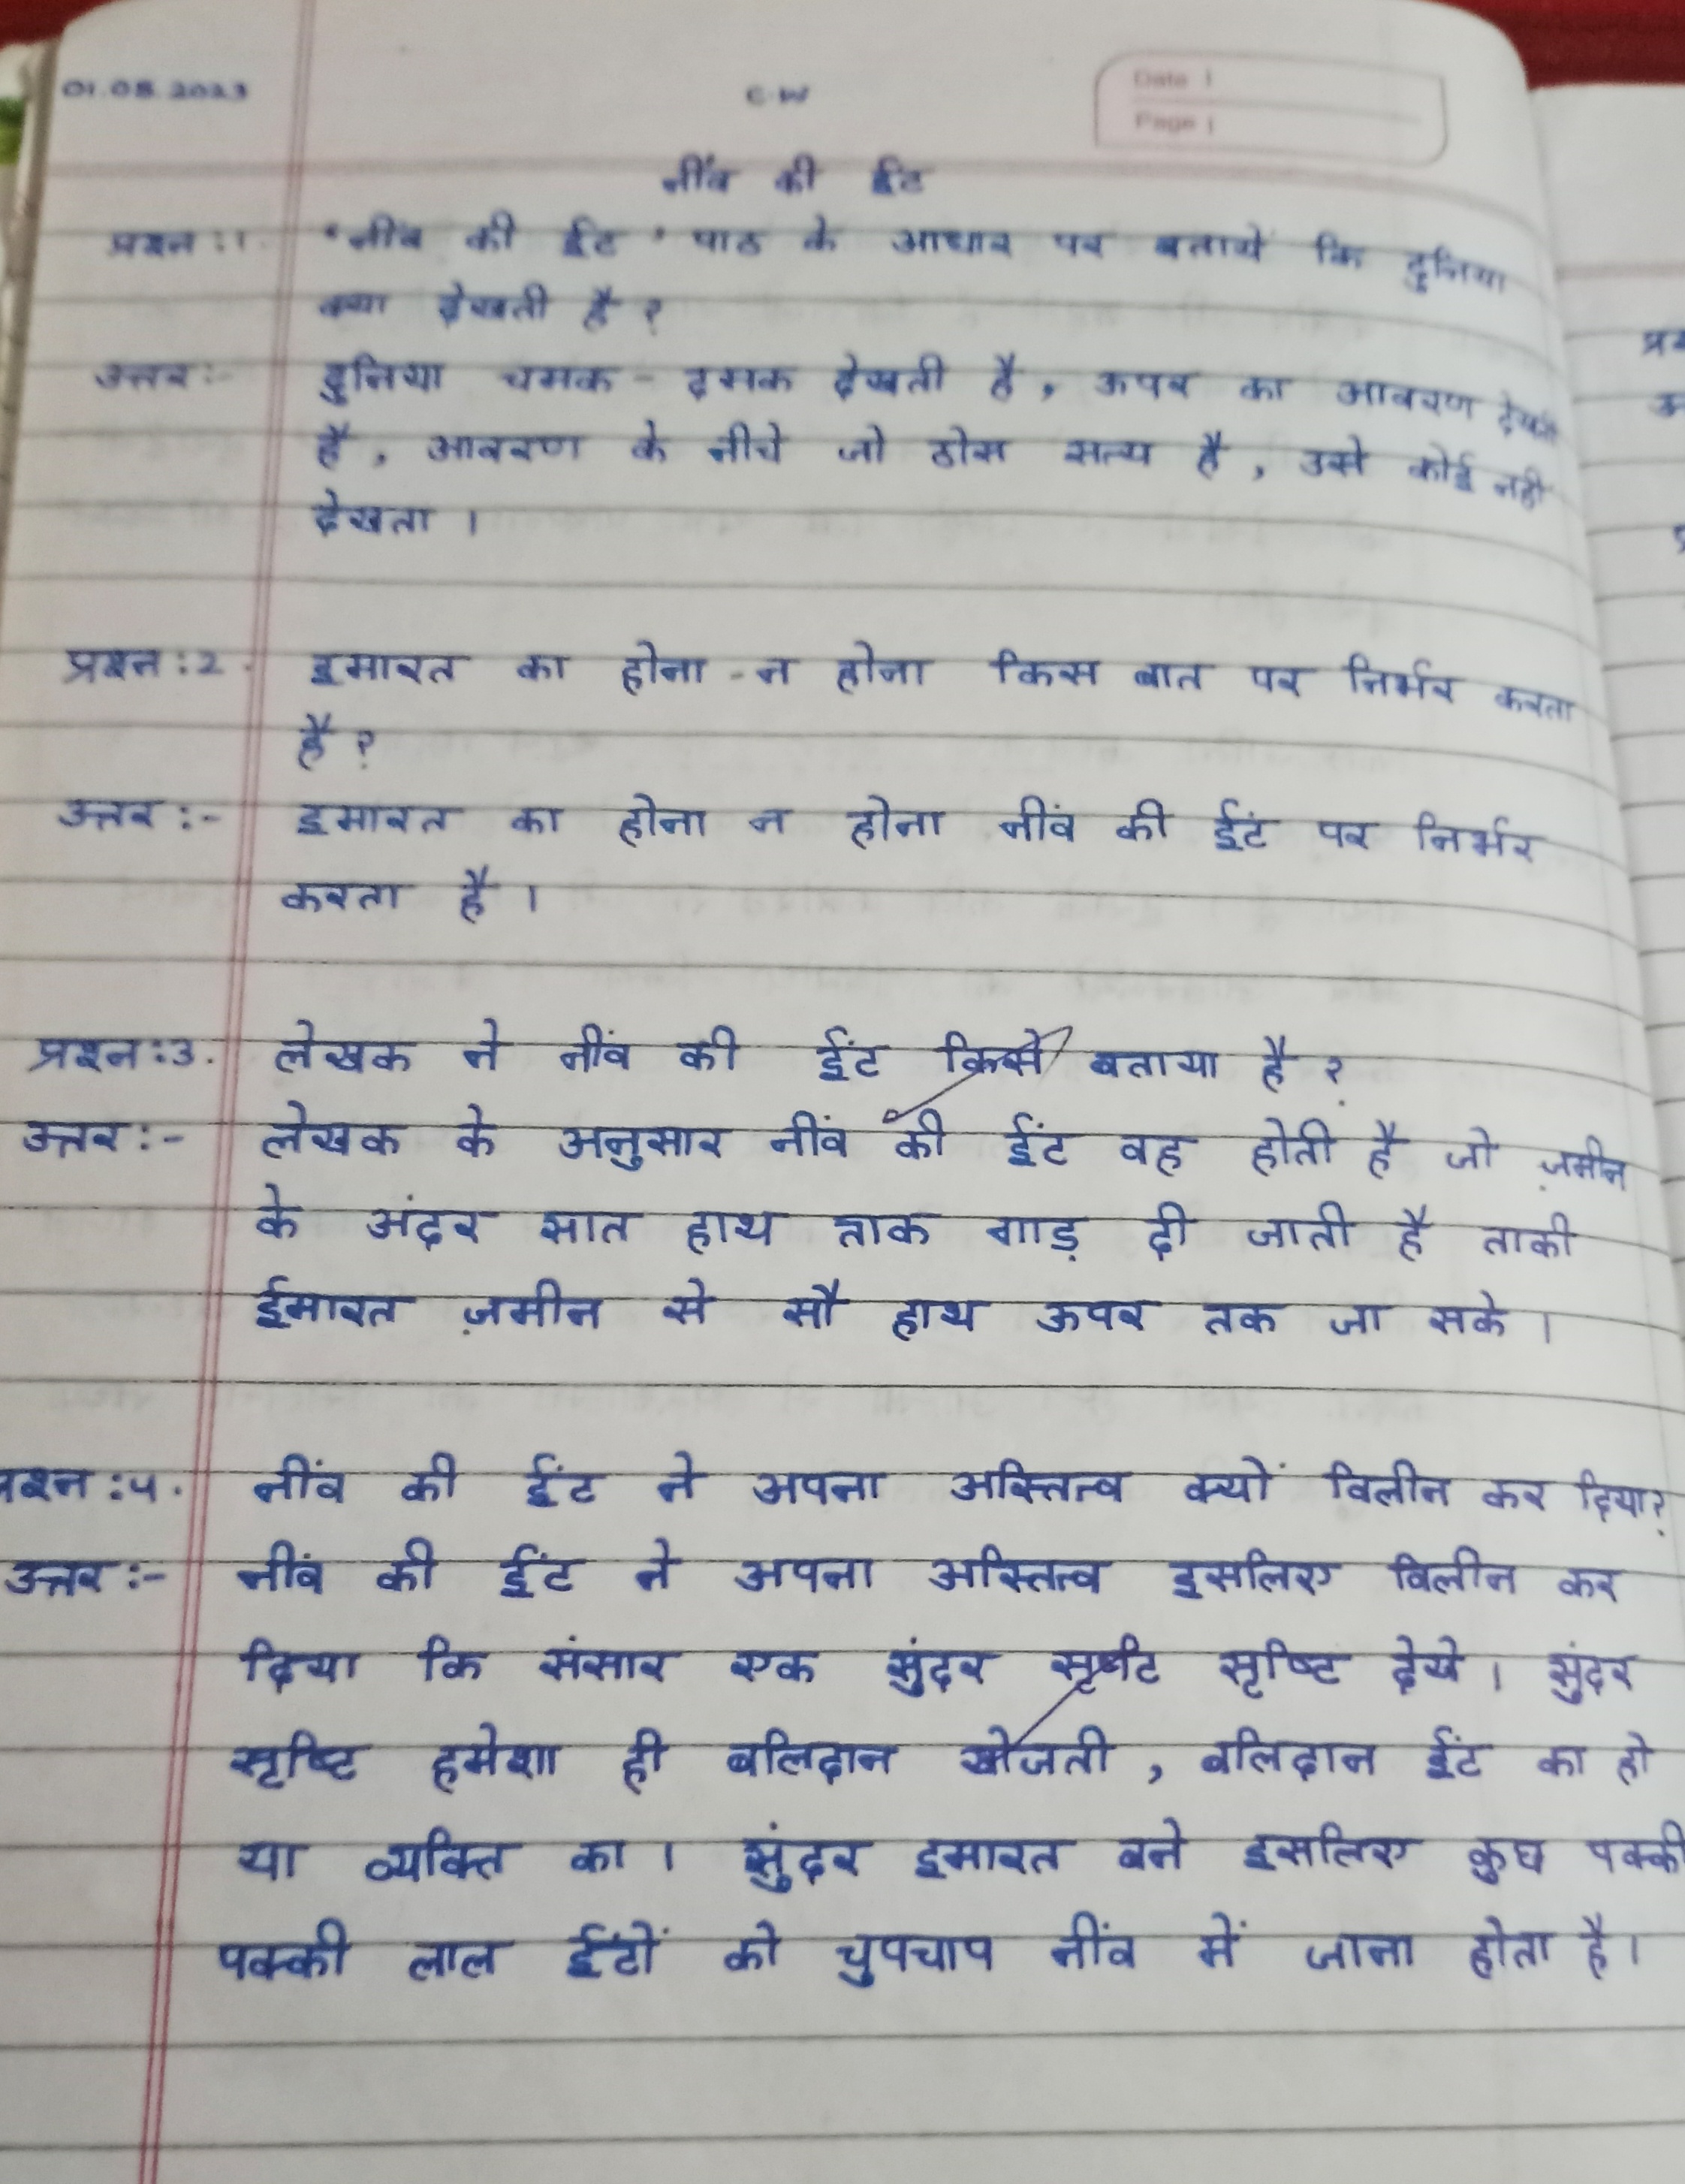 01.05.2023
C.W
Date |
Page |
नींव की ईंट
प्रश्न :1. 'नींव की ईंट' पाठ के आधार पर बतायें कि दुनिया
क्या देखती है ?
उत्तर :- दुनिया चमक - दमक देखती है, ऊपर का आवरण देखती
है, आवरण के नीचे जो ठोस सत्य है, उसे कोई नही
देखता ।
प्रश्न :2. इमारत का होना - न होना किस बात पर निर्भर करता
है ?
उत्तर :- इमारत का होना न होना नींव की ईंट पर निर्भर
करता है ।
प्रश्न :3. लेखक ने नींव की ईंट किसे बताया है ?
उत्तर :- लेखक के अनुसार नींव की ईंट वह होती है जो ज़मीन
के अंदर सात हाथ ताक गाड़ दी जाती है ताकी
ईमारत ज़मीन से सौ हाथ ऊपर तक जा सके ।
प्रश्न :4. नींव की ईंट ने अपना अस्तित्व क्यों विलीन कर दिया?
उत्तर :- नींव की ईंट ने अपना अस्तित्व इसलिए विलीन कर
दिया कि संसार एक सुंदर सृष्टि देखे । सुंदर
सृष्टि हमेशा ही बलिदान खोजती, बलिदान ईंट का हो
या व्यक्ति का । सुंदर इमारत बने इसलिए कुछ पक्की
पक्की लाल ईंटों को चुपचाप नींव में जाना होता है ।